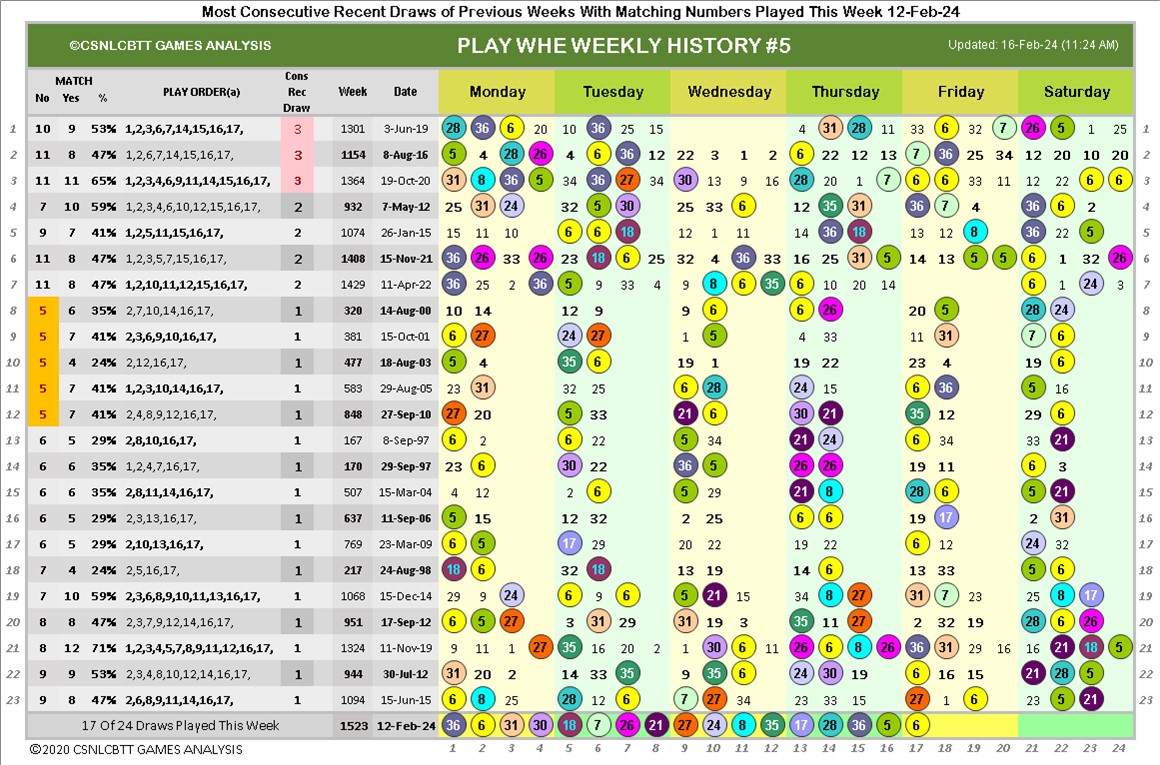 Most Consecutive Recent Draws of Previous Weeks With Matching Numbers Played This Week 12-Feb-24
©CSNLCBTT GAMES ANALYSIS PLAY WHE WEEKLY HISTORY #5 Updated: 16-Feb-24 (11:24 AM)
No MATCH Yes % PLAY ORDER(a) Cons Rec Draw Week Date Monday Tuesday Wednesday Thursday Friday Saturday
1 10 9 53% 1,2,3,6,7,14,15,16,17, 3 1301 3-Jun-19 28 36 6 20 10 36 25 15 4 31 28 11 33 6 32 7 26 5 1 25 1
2 11 8 47% 1,2,6,7,14,15,16,17, 3 1154 8-Aug-16 5 4 28 26 4 6 36 12 22 3 1 2 6 22 12 13 7 36 25 34 12 20 10 20 2
3 11 11 65% 1,2,3,4,6,9,11,14,15,16,17, 3 1364 19-Oct-20 31 8 36 5 34 36 27 34 30 13 9 16 28 20 1 7 6 6 33 11 12 22 6 6 3
4 7 10 59% 1,2,3,4,6,10,12,15,16,17, 2 932 7-May-12 25 31 24 32 5 30 25 33 6 12 35 31 36 7 4 36 6 2 4
5 9 7 41% 1,2,5,11,15,16,17, 2 1074 26-Jan-15 15 11 10 6 6 18 12 1 11 14 36 18 13 12 8 36 22 5 5
6 11 8 47% 1,2,3,5,7,15,16,17, 2 1408 15-Nov-21 36 26 33 26 23 18 6 25 32 4 36 33 16 25 31 5 14 13 5 5 6 1 32 26 6
7 11 8 47% 1,2,10,11,12,15,16,17, 2 1429 11-Apr-22 36 25 2 36 5 9 33 4 9 8 6 35 6 10 20 14 6 1 24 3 7
8 5 6 35% 2,7,10,14,16,17, 1 320 14-Aug-00 10 14 12 9 9 6 6 26 20 5 28 24 8
9 5 7 41% 2,3,6,9,10,16,17, 1 381 15-Oct-01 6 27 24 27 1 5 4 33 11 31 7 6 9
10 5 4 24% 2,12,16,17, 1 477 18-Aug-03 5 4 35 6 19 1 19 22 23 4 19 6 10
11 5 7 41% 1,2,3,10,14,16,17, 1 583 29-Aug-05 23 31 32 25 6 28 24 15 6 36 5 16 11
12 5 7 41% 2,4,8,9,12,16,17, 1 848 27-Sep-10 27 20 5 33 21 6 30 21 35 12 29 6 12
13 6 5 29% 2,8,10,16,17, 1 167 8-Sep-97 6 2 6 22 5 34 21 24 6 34 33 21 13
14 6 6 35% 1,2,4,7,16,17, 1 170 29-Sep-97 23 6 30 22 36 5 26 26 19 11 6 3 14
15 6 6 35% 2,8,11,14,16,17, 1 507 15-Mar-04 4 12 2 6 5 29 21 8 28 6 5 21 15
16 6 5 29% 2,3,13,16,17, 1 637 11-Sep-06 5 15 12 32 2 25 6 6 19 17 2 31 16
17 6 5 29% 2,10,13,16,17, 1 769 23-Mar-09 6 5 17 29 20 22 19 22 6 12 24 32 17
18 7 4 24% 2,5,16,17, 1 217 24-Aug-98 18 6 32 18 13 19 14 6 13 33 5 6 18
19 7 10 59% 2,3,6,8,9,10,11,13,16,17, 1 1068 15-Dec-14 29 9 24 6 9 6 5 21 15 34 8 27 31 7 23 25 8 17 19
20 8 8 47% 2,3,7,9,12,14,16,17, 1 951 17-Sep-12 6 5 27 3 31 29 31 19 3 35 11 27 2 32 19 28 6 26 20
21 8 12 71% 1,2,3,4,5,7,8,9,11,12,16,17, 1 1324 11-Nov-19 9 11 1 27 35 16 20 2 1 30 6 11 26 6 8 26 36 31 29 16 16 21 18 5 21
22 9 9 53% 2,3,4,8,10,12,14,16,17, 1 944 30-Jul-12 31 20 2 14 33 35 9 35 6 24 30 19 6 16 15 21 28 5 22
23 9 8 47% 2,6,8,9,11,14,16,17, 1 1094 15-Jun-15 6 8 25 28 12 6 7 27 34 23 33 15 27 1 6 23 5 21 23
17 Of 24 Draws Played This Week 1523 12-Feb-24 36 6 31 30 18 7 26 21 27 24 8 35 17 28 36 5 6
©2020 CSNLCBTT GAMES ANALYSIS 1 2 3 4 5 6 7 8 9 10 11 12 13 14 15 16 17 18 19 20 21 22 23 24